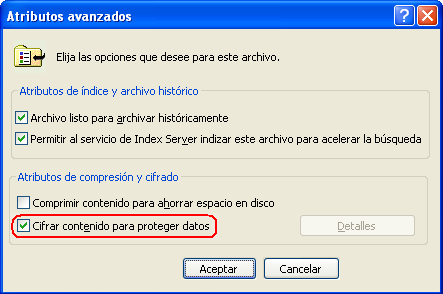 Atributos avanzados
Elija las opciones que desee para este archivo.
Atributos de índice y archivo histórico
Archivo listo para archivar históricamente
Permitir al servicio de Index Server indizar este archivo para acelerar la búsqueda
Atributos de compresión y cifrado
Comprimir contenido para ahorrar espacio en disco
Cifrar contenido para proteger datos
Detalles
Aceptar
Cancelar